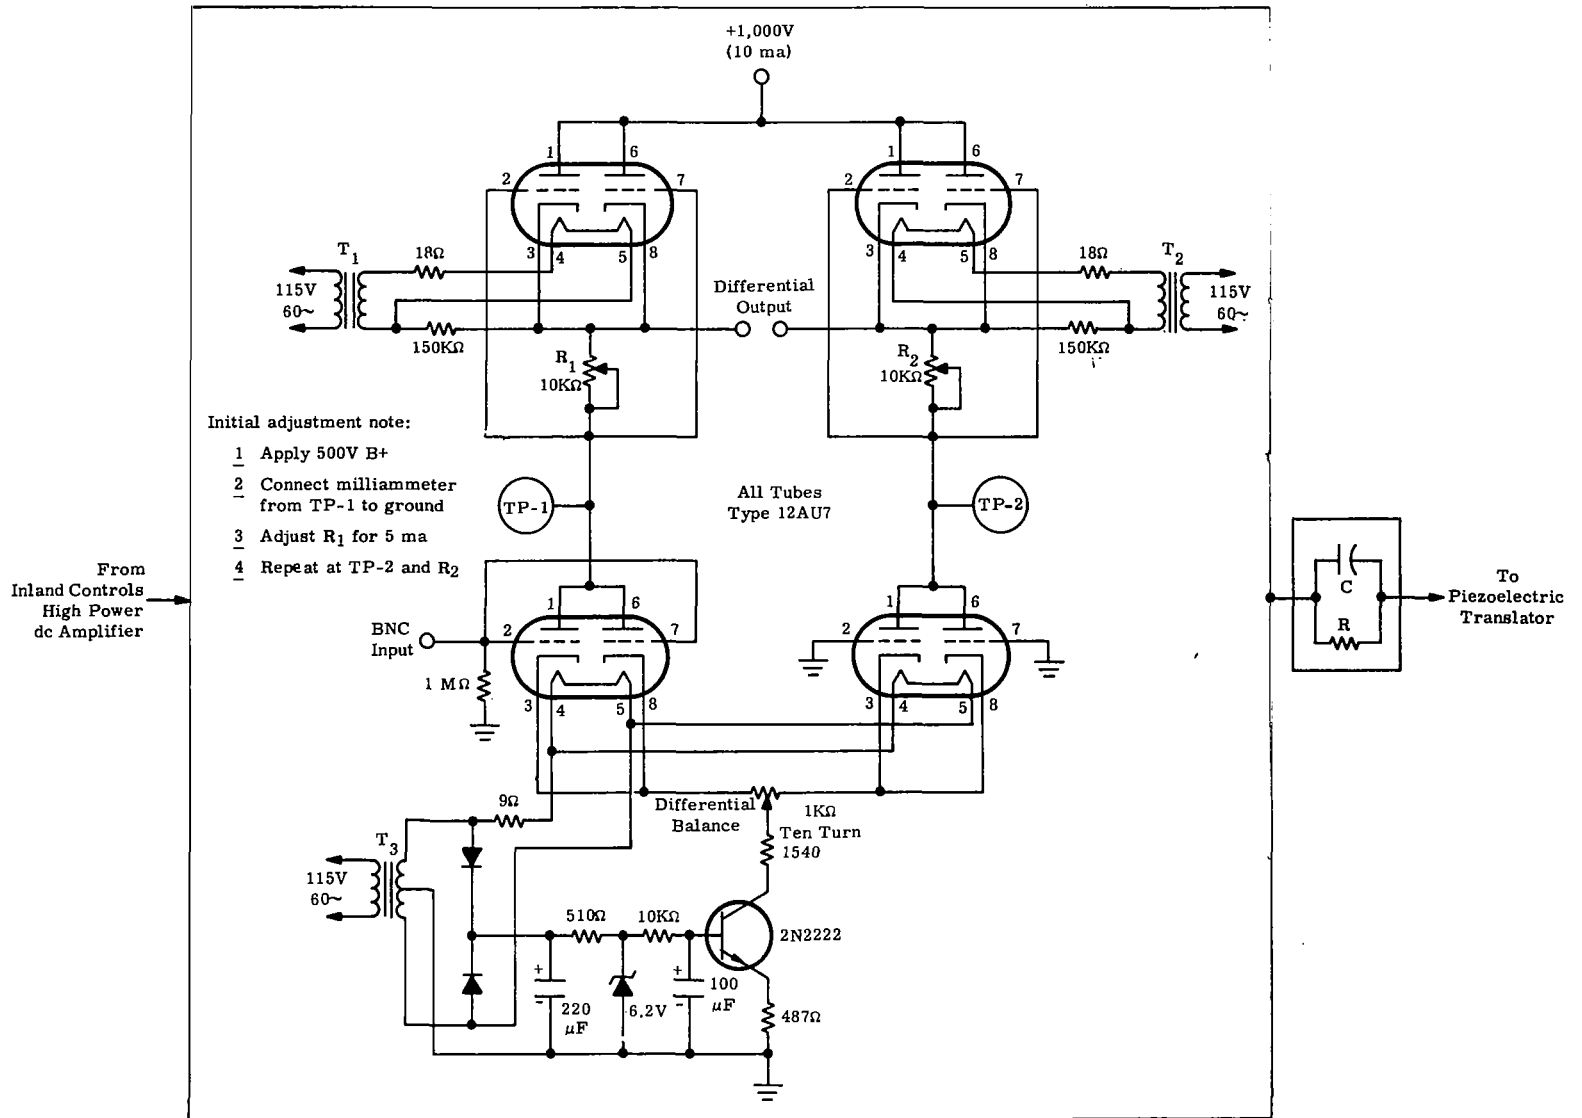 +1,000V
(10 ma)
1
6
2
7
3
4
5
8
1
6
2
7
3
4
5
8
T1
115V
60~
18Ω
150KΩ
Differential
Output
18Ω
150KΩ
T2
115V
60~
R1
10KΩ
R2
10KΩ
Initial adjustment note:
1 Apply 500V B+
2 Connect milliammeter
from TP-1 to ground
3 Adjust R1 for 5 ma
4 Repeat at TP-2 and R2
TP-1
All Tubes
Type 12AU7
TP-2
From
Inland Controls
High Power
dc Amplifier
BNC
Input
1 MΩ
1
6
2
7
3
4
5
8
1
6
2
7
3
4
5
8
C
R
To
Piezoelectric
Translator
Differential
Balance
1KΩ
Ten Turn
1540
9Ω
T3
115V
60~
510Ω
10KΩ
2N2222
+
-
220
μF
6.2V
+
-
100
μF
487Ω